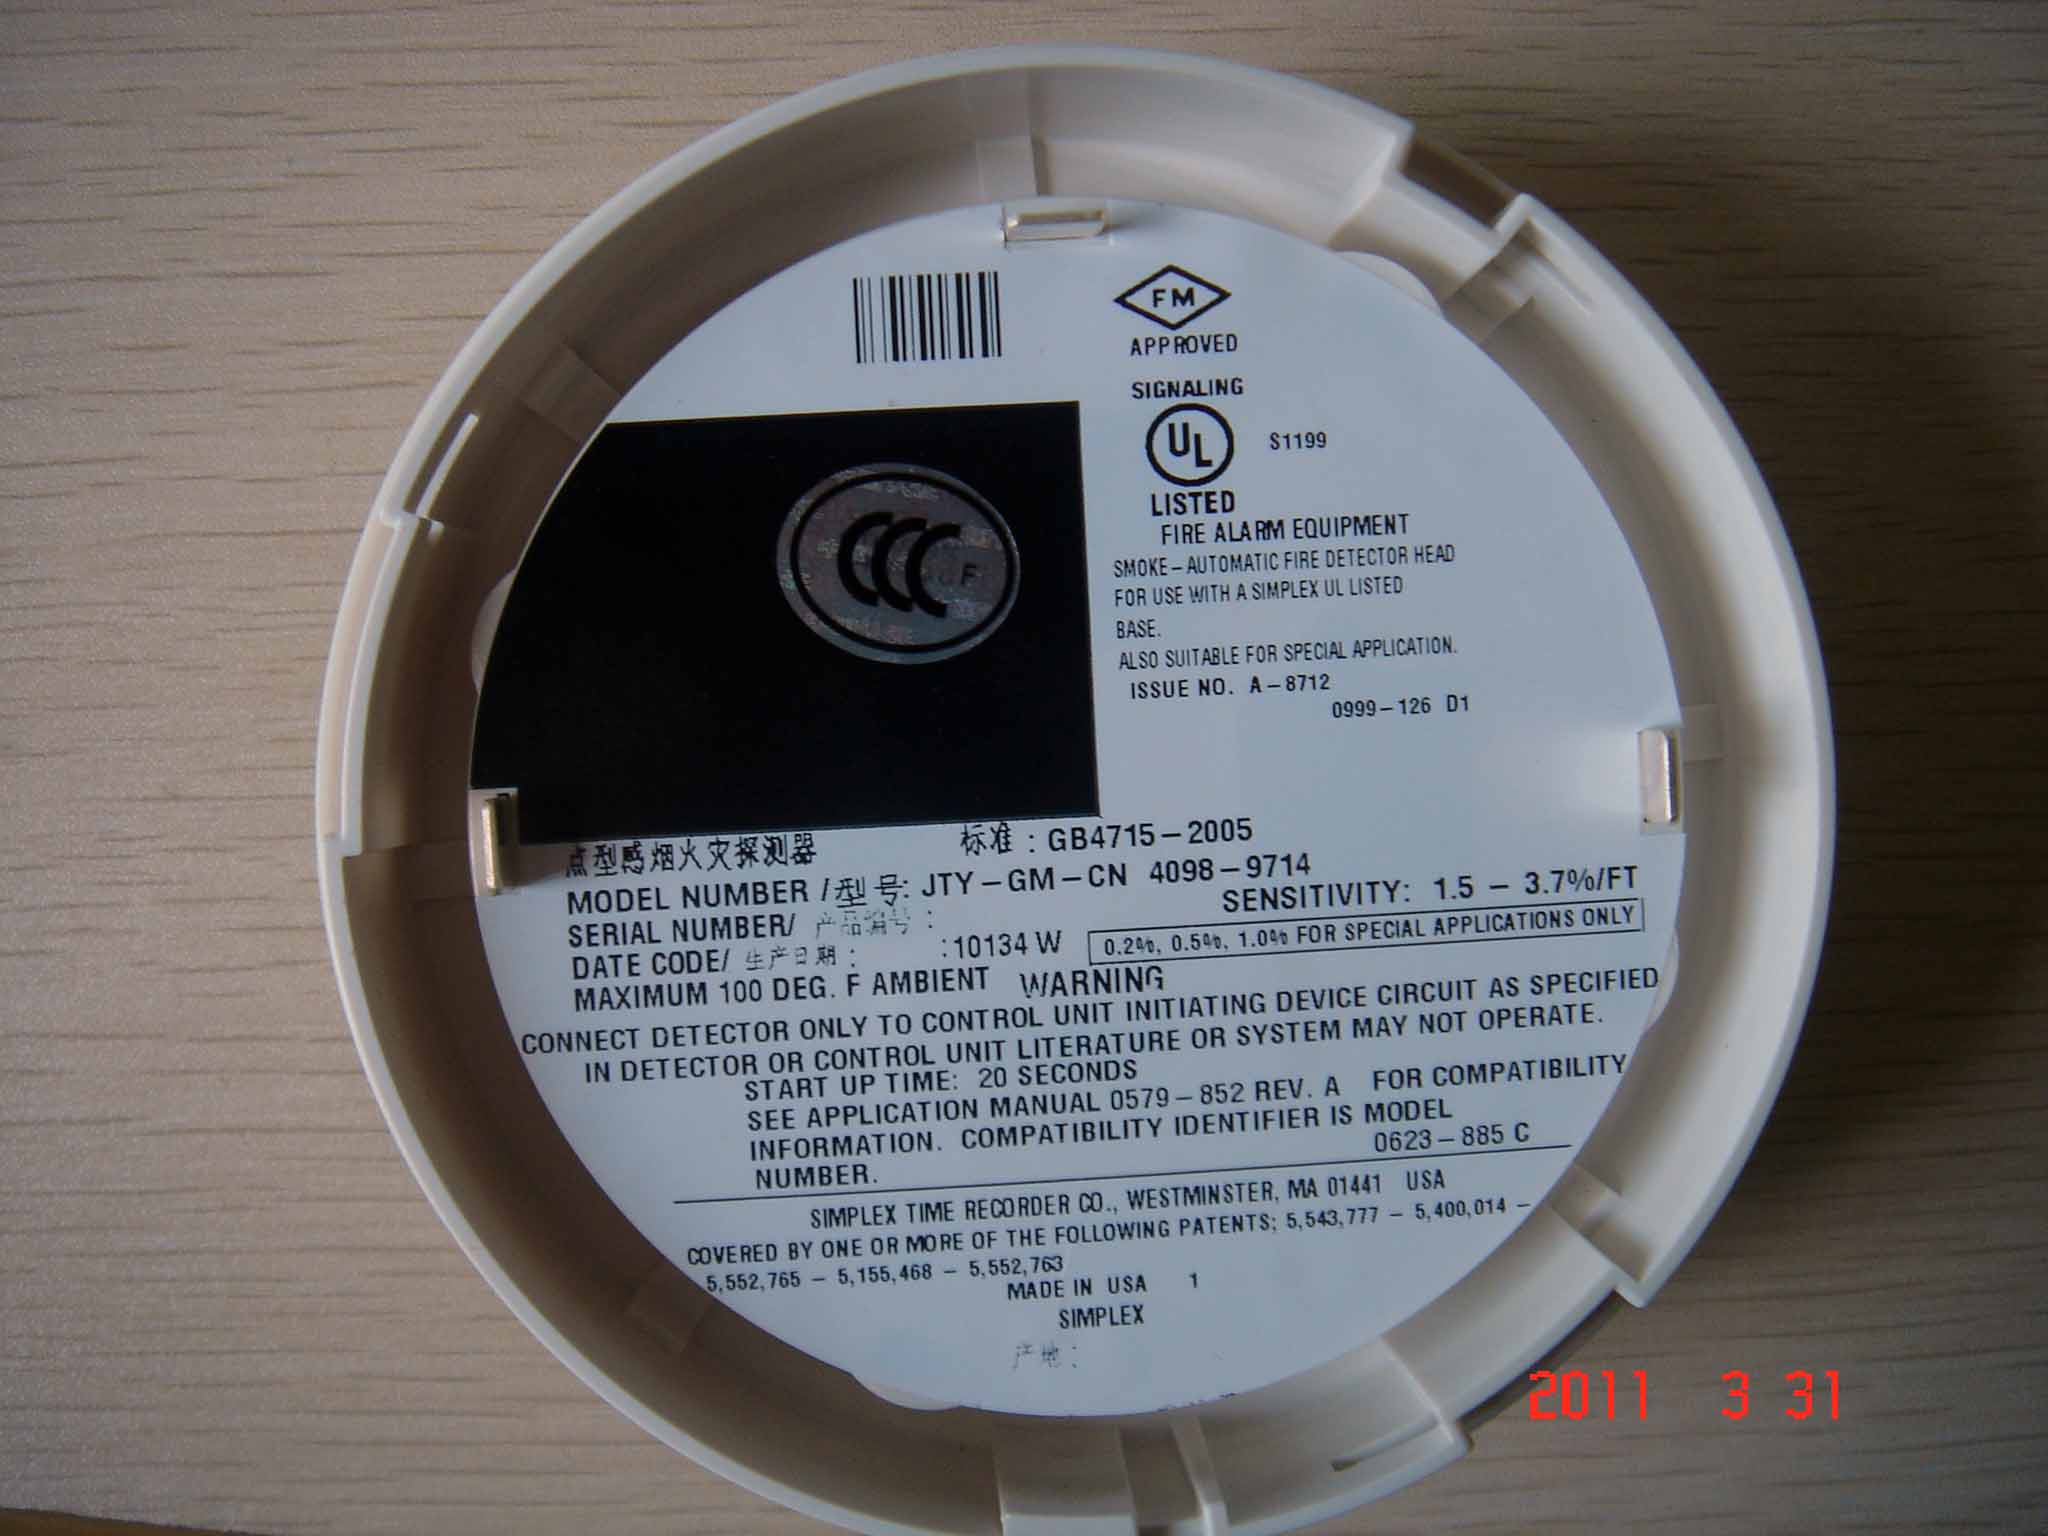 FM
APPROVED
SIGNALING
UL
S1199
LISTED
FIRE ALARM EQUIPMENT
SMOKE-AUTOMATIC FIRE DETECTOR HEAD
FOR USE WITH A SIMPLEX UL LISTED
BASE.
ALSO SUITABLE FOR SPECIAL APPLICATION.
ISSUE NO. A-8712
0999-126 D1
CCC
F
点型感烟火灾探测器 标准:GB4715-2005
MODEL NUMBER /型号: JTY-GM-CN 4098-9714
SENSITIVITY: 1.5 - 3.7%/FT
SERIAL NUMBER/ 产品编号:
DATE CODE/ 生产日期: :10134 W
0.2%, 0.5%, 1.0% FOR SPECIAL APPLICATIONS ONLY
MAXIMUM 100 DEG. F AMBIENT WARNING
CONNECT DETECTOR ONLY TO CONTROL UNIT INITIATING DEVICE CIRCUIT AS SPECIFIED
IN DETECTOR OR CONTROL UNIT LITERATURE OR SYSTEM MAY NOT OPERATE.
START UP TIME: 20 SECONDS
SEE APPLICATION MANUAL 0579-852 REV. A FOR COMPATIBILITY
INFORMATION. COMPATIBILITY IDENTIFIER IS MODEL
NUMBER. 0623-885 C
SIMPLEX TIME RECORDER CO., WESTMINSTER, MA 01441 USA
COVERED BY ONE OR MORE OF THE FOLLOWING PATENTS; 5,543,777 - 5,400,014 -
5,552,765 - 5,155,468 - 5,552,763
MADE IN USA 1
SIMPLEX
产地:
2011 3 31